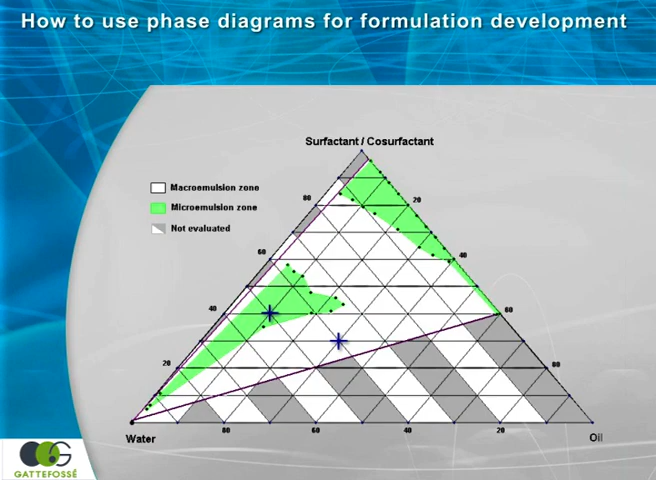 How to use phase diagrams for formulation development
Surfactant / Cosurfactant
Macroemulsion zone
Microemulsion zone
Not evaluated
80
20
60
40
40
60
20
80
80
60
40
20
Water
Oil
GATTEFOSSÉ